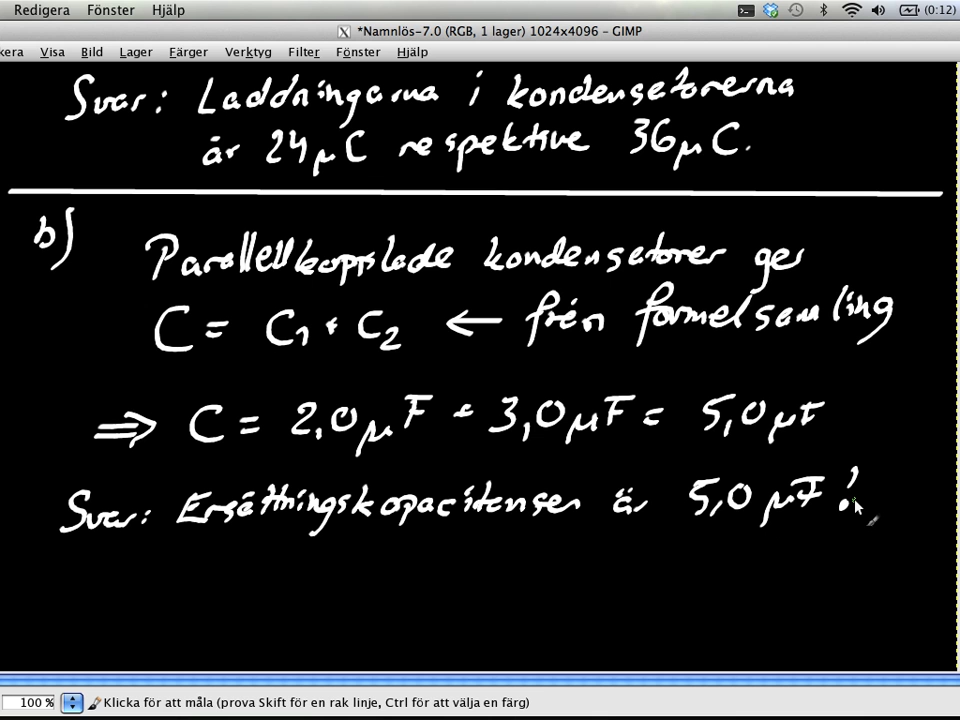 Redigera Fönster Hjälp (0:12)
*Namnlös-7.0 (RGB, 1 lager) 1024x4096 – GIMP
kera Visa Bild Lager Färger Verktyg Filter Fönster Hjälp
Svar: Laddningarna i kondensatorerna
är 24μC respektive 36μC.
b) Parallellkopplade kondensatorer ger
C = C1 + C2 ← från formelsamling
⇒ C = 2,0μF + 3,0μF = 5,0μF
Svar: Ersättningskapacitansen är 5,0μF!
100 % Klicka för att måla (prova Skift för en rak linje, Ctrl för att välja en färg)